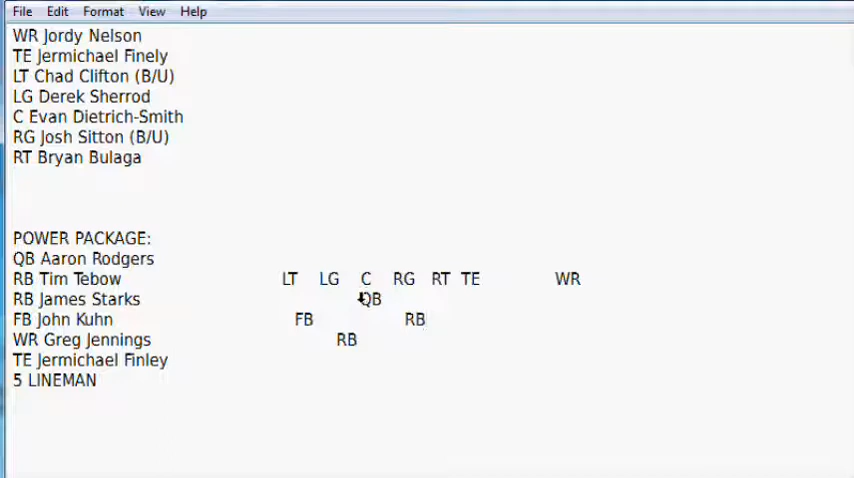 File Edit Format View Help
WR Jordy Nelson
TE Jermichael Finely
LT Chad Clifton (B/U)
LG Derek Sherrod
C Evan Dietrich-Smith
RG Josh Sitton (B/U)
RT Bryan Bulaga
POWER PACKAGE:
QB Aaron Rodgers
RB Tim Tebow LT LG C RG RT TE WR
RB James Starks QB
FB John Kuhn FB RB
WR Greg Jennings RB
TE Jermichael Finley
5 LINEMAN